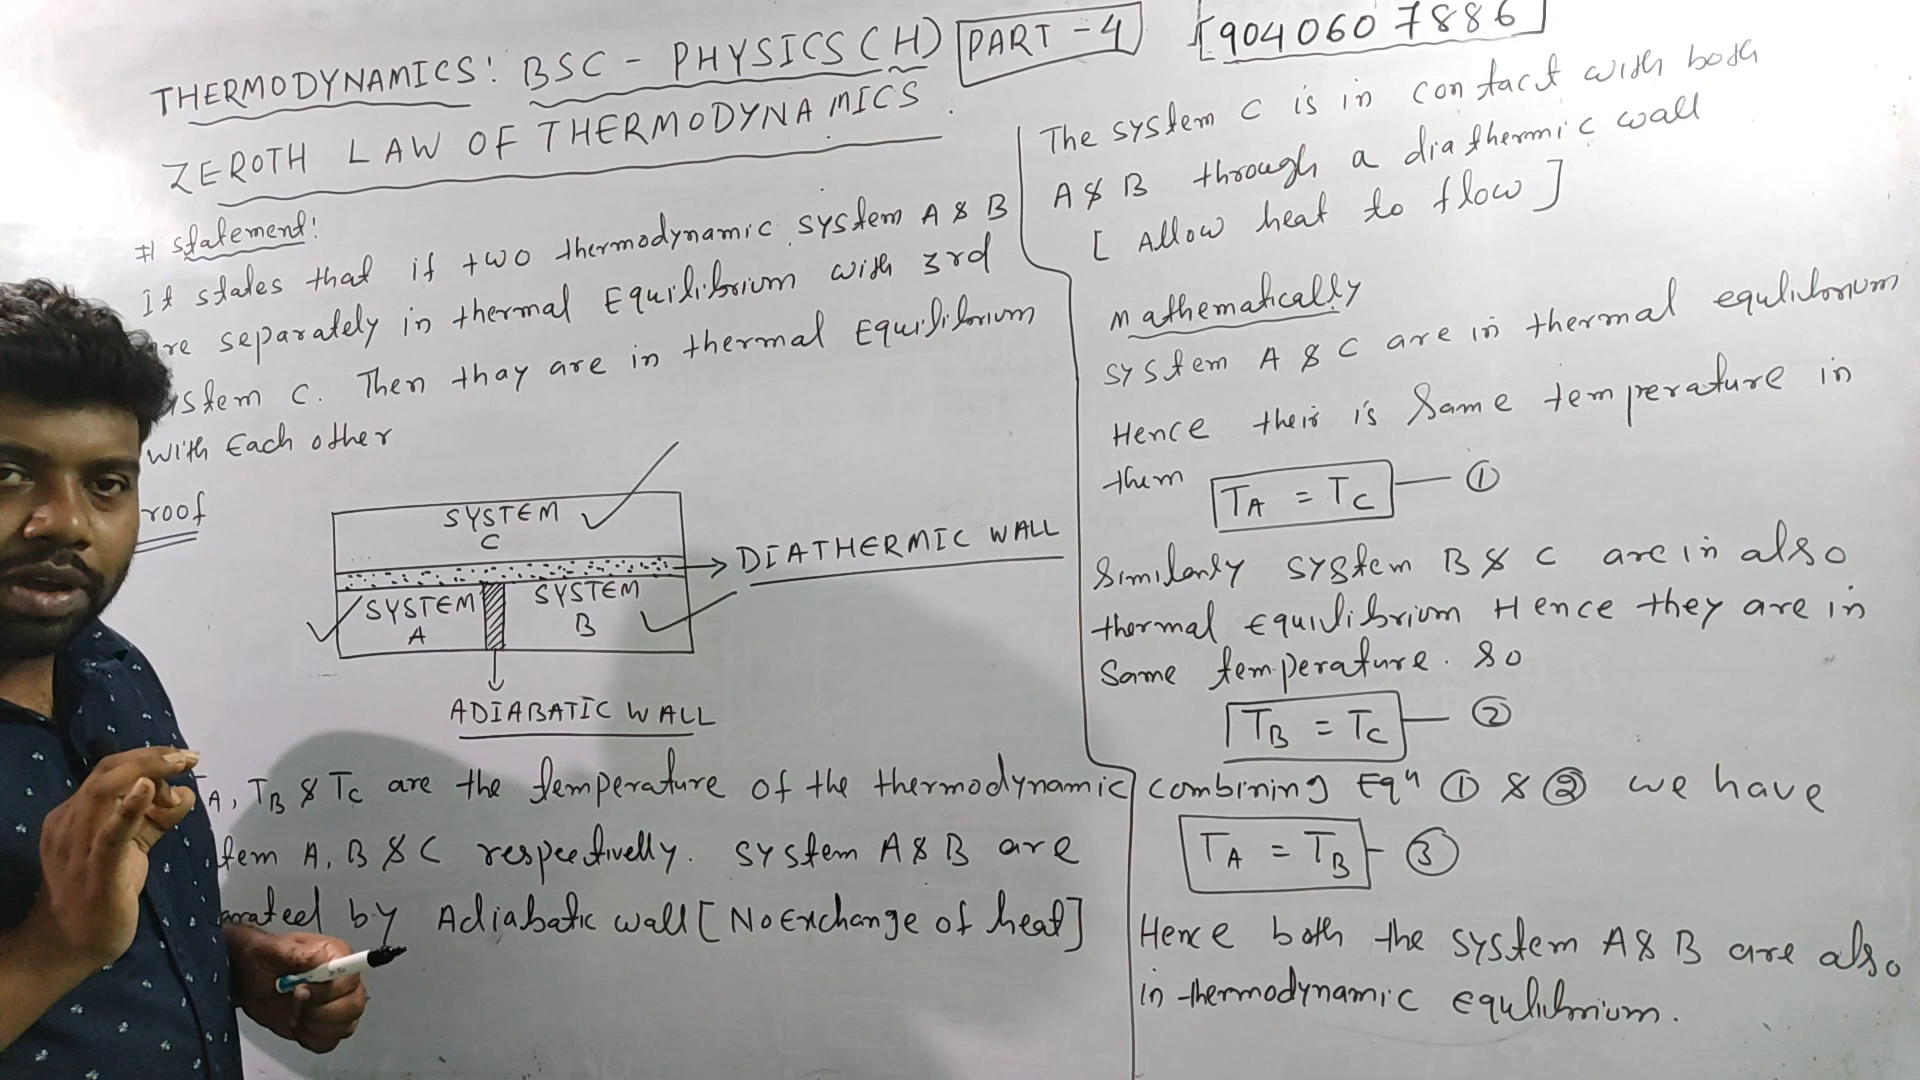 THERMODYNAMICS: BSC - PHYSICS (H) PART - 4 [9040607886]
ZEROTH LAW OF THERMODYNAMICS
# statement:
It states that if two thermodynamic system A & B
are separately in thermal Equilibrium with 3rd
system C. Then thay are in thermal Equilibrium
with Each other
roof
SYSTEM
C
DIATHERMIC WALL
SYSTEM
A
SYSTEM
B
ADIABATIC WALL
A, TB & TC are the temperature of the thermodynamic
tem A, B & C respectivelly. System A & B are
arateed by Adiabatic wall [No Exchange of heat]
The system C is in contact with both
A & B through a diathermic wall
[ Allow heat to flow ]
Mathematically
System A & C are in thermal equlibrium
Hence their is Same temperature in
them TA = TC — ①
Similarly system B & C are in also
thermal Equilibrium Hence they are in
Same temperature. So
TB = TC — ②
combining Eqn ① & ② we have
TA = TB - ③
Hence both the system A & B are also
in thermodynamic equlibrium.